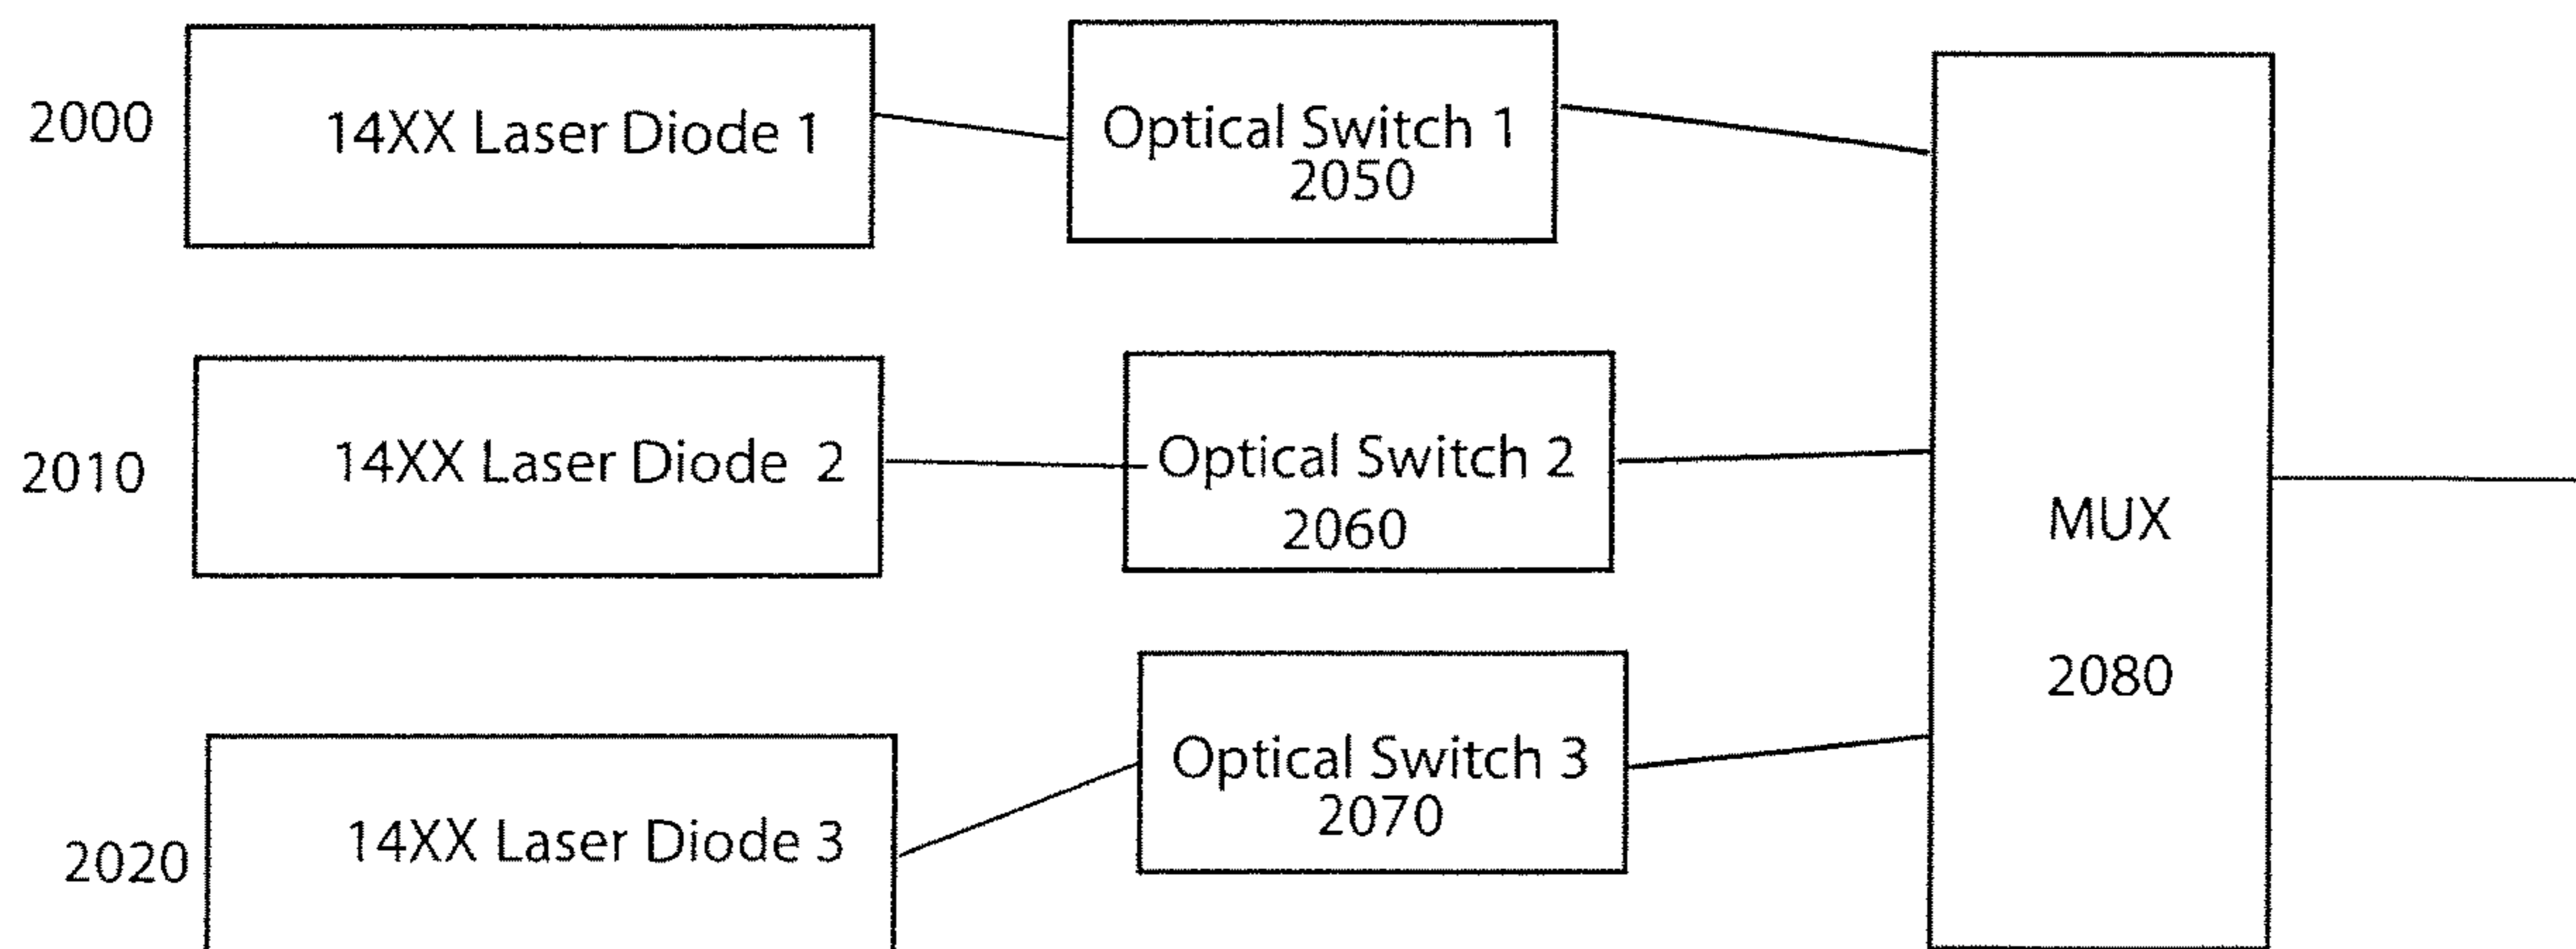 2000
14XX Laser Diode 1
Optical Switch 1
2050
2010
14XX Laser Diode 2
Optical Switch 2
2060
MUX
2080
2020
14XX Laser Diode 3
Optical Switch 3
2070